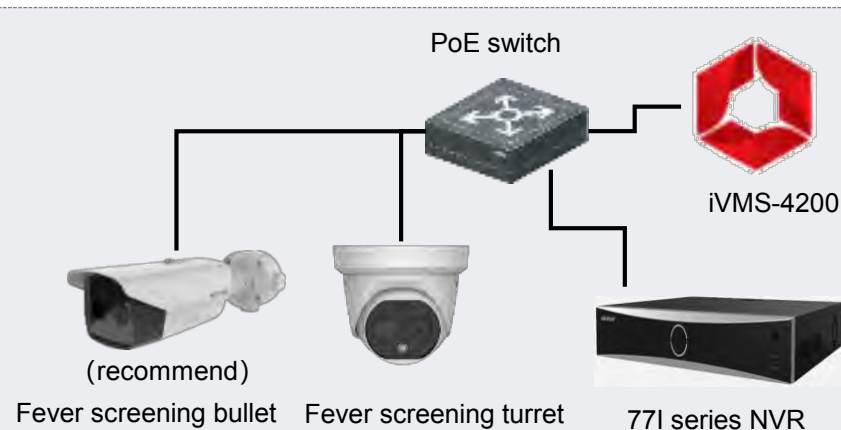 PoE switch
iVMS-4200
(recommend)
Fever screening bullet
Fever screening turret
77I series NVR